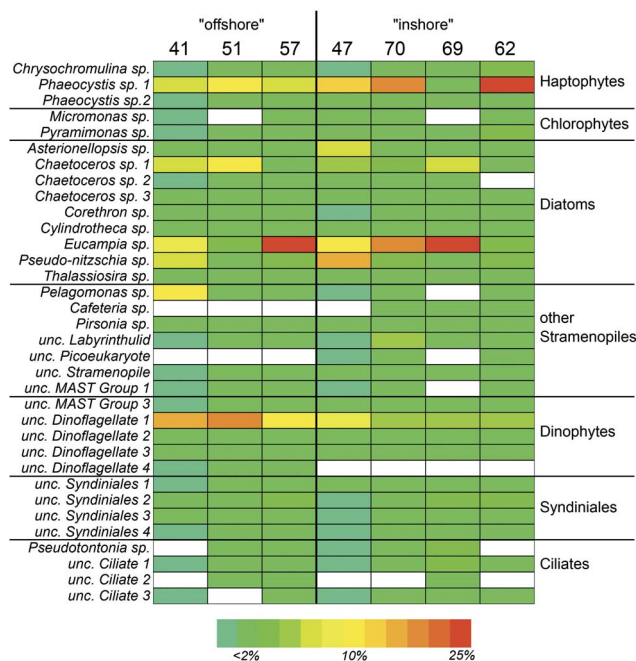 "offshore" "inshore"
41 51 57 47 70 69 62
Chrysochromulina sp.
Phaeocystis sp. 1 Haptophytes
Phaeocystis sp.2
Micromonas sp. Chlorophytes
Pyramimonas sp.
Asterionellopsis sp.
Chaetoceros sp. 1
Chaetoceros sp. 2
Chaetoceros sp. 3 Diatoms
Corethron sp.
Cylindrotheca sp.
Eucampia sp.
Pseudo-nitzschia sp.
Thalassiosira sp.
Pelagomonas sp.
Cafeteria sp.
Pirsonia sp. other
unc. Labyrinthulid Stramenopiles
unc. Picoeukaryote
unc. Stramenopile
unc. MAST Group 1
unc. MAST Group 3
unc. Dinoflagellate 1
unc. Dinoflagellate 2 Dinophytes
unc. Dinoflagellate 3
unc. Dinoflagellate 4
unc. Syndiniales 1
unc. Syndiniales 2 Syndiniales
unc. Syndiniales 3
unc. Syndiniales 4
Pseudotontonia sp.
unc. Ciliate 1 Ciliates
unc. Ciliate 2
unc. Ciliate 3
<2% 10% 25%